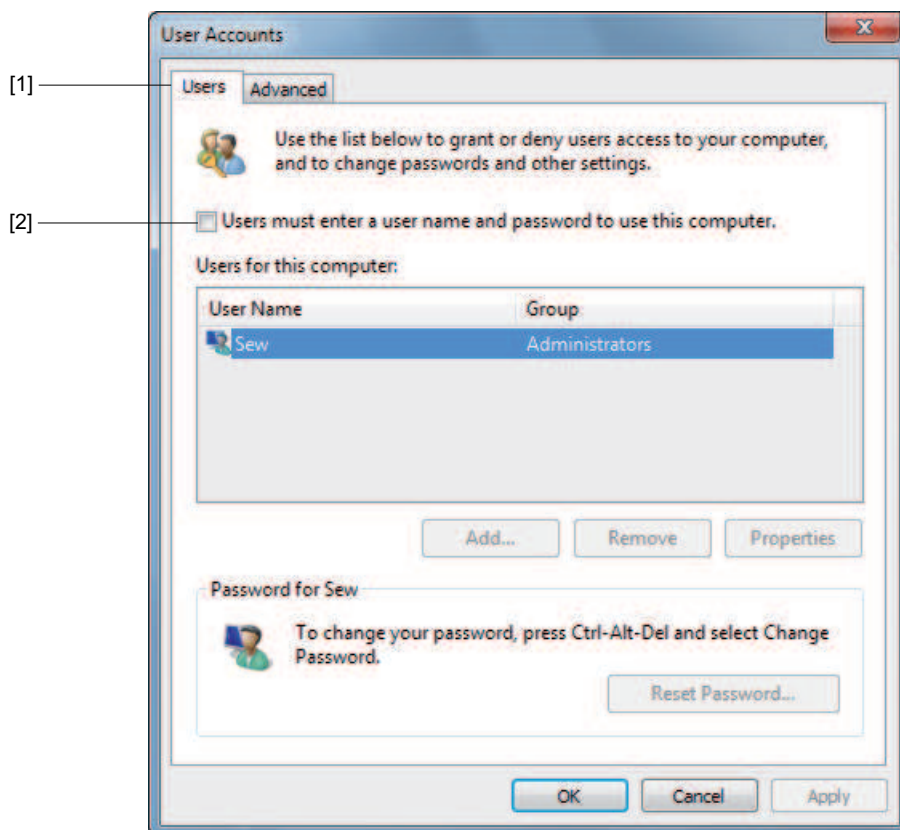 User Accounts
[1]
Users Advanced
Use the list below to grant or deny users access to your computer,
and to change passwords and other settings.
[2]
Users must enter a user name and password to use this computer.
Users for this computer:
User Name Group
Sew Administrators
Add... Remove Properties
Password for Sew
To change your password, press Ctrl-Alt-Del and select Change
Password.
Reset Password...
OK Cancel Apply